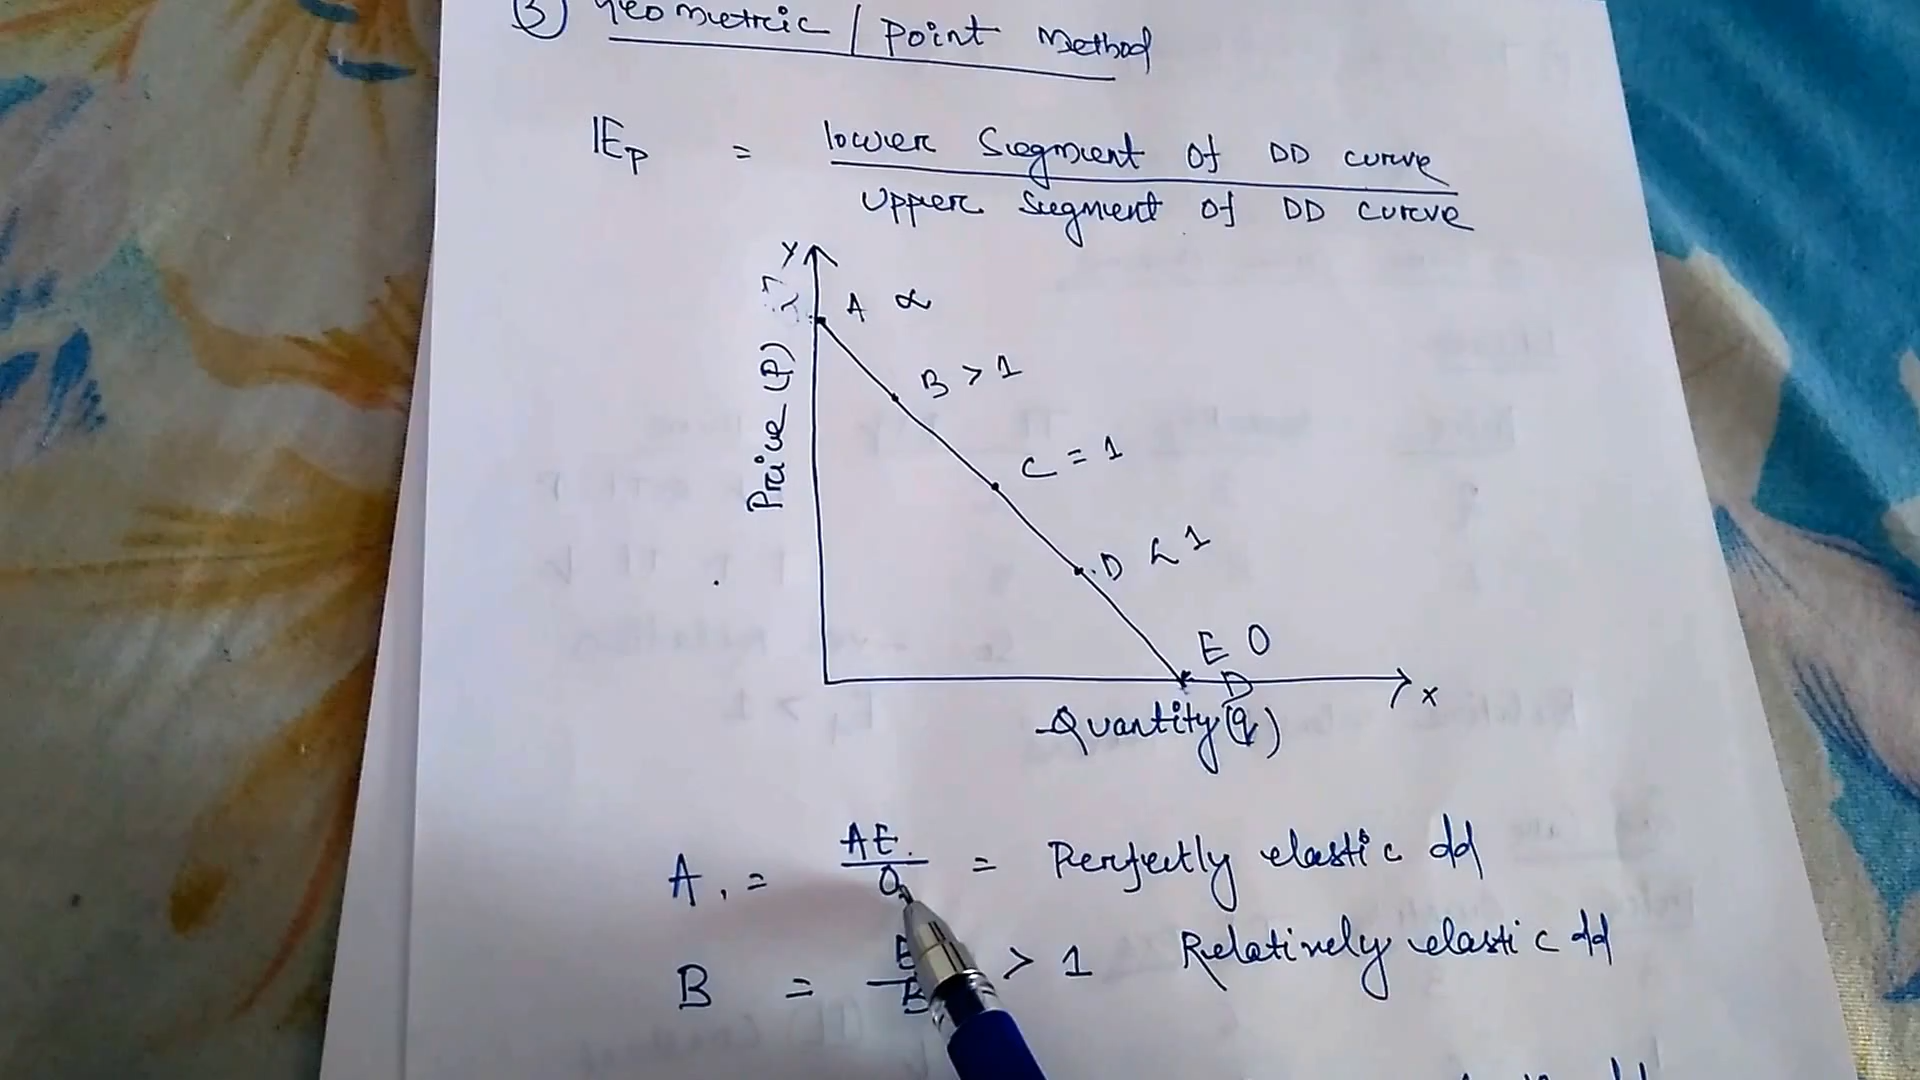 3 Geometric / Point Method
Ep = lower Segment of DD curve
Upper Segment of DD curve
Y
A ∝
Price (P)
B > 1
C = 1
D < 1
E 0
D
x
Quantity (q)
A = AE = Perfectly elastic dd
0
B = > 1 Relatively elastic dd
B